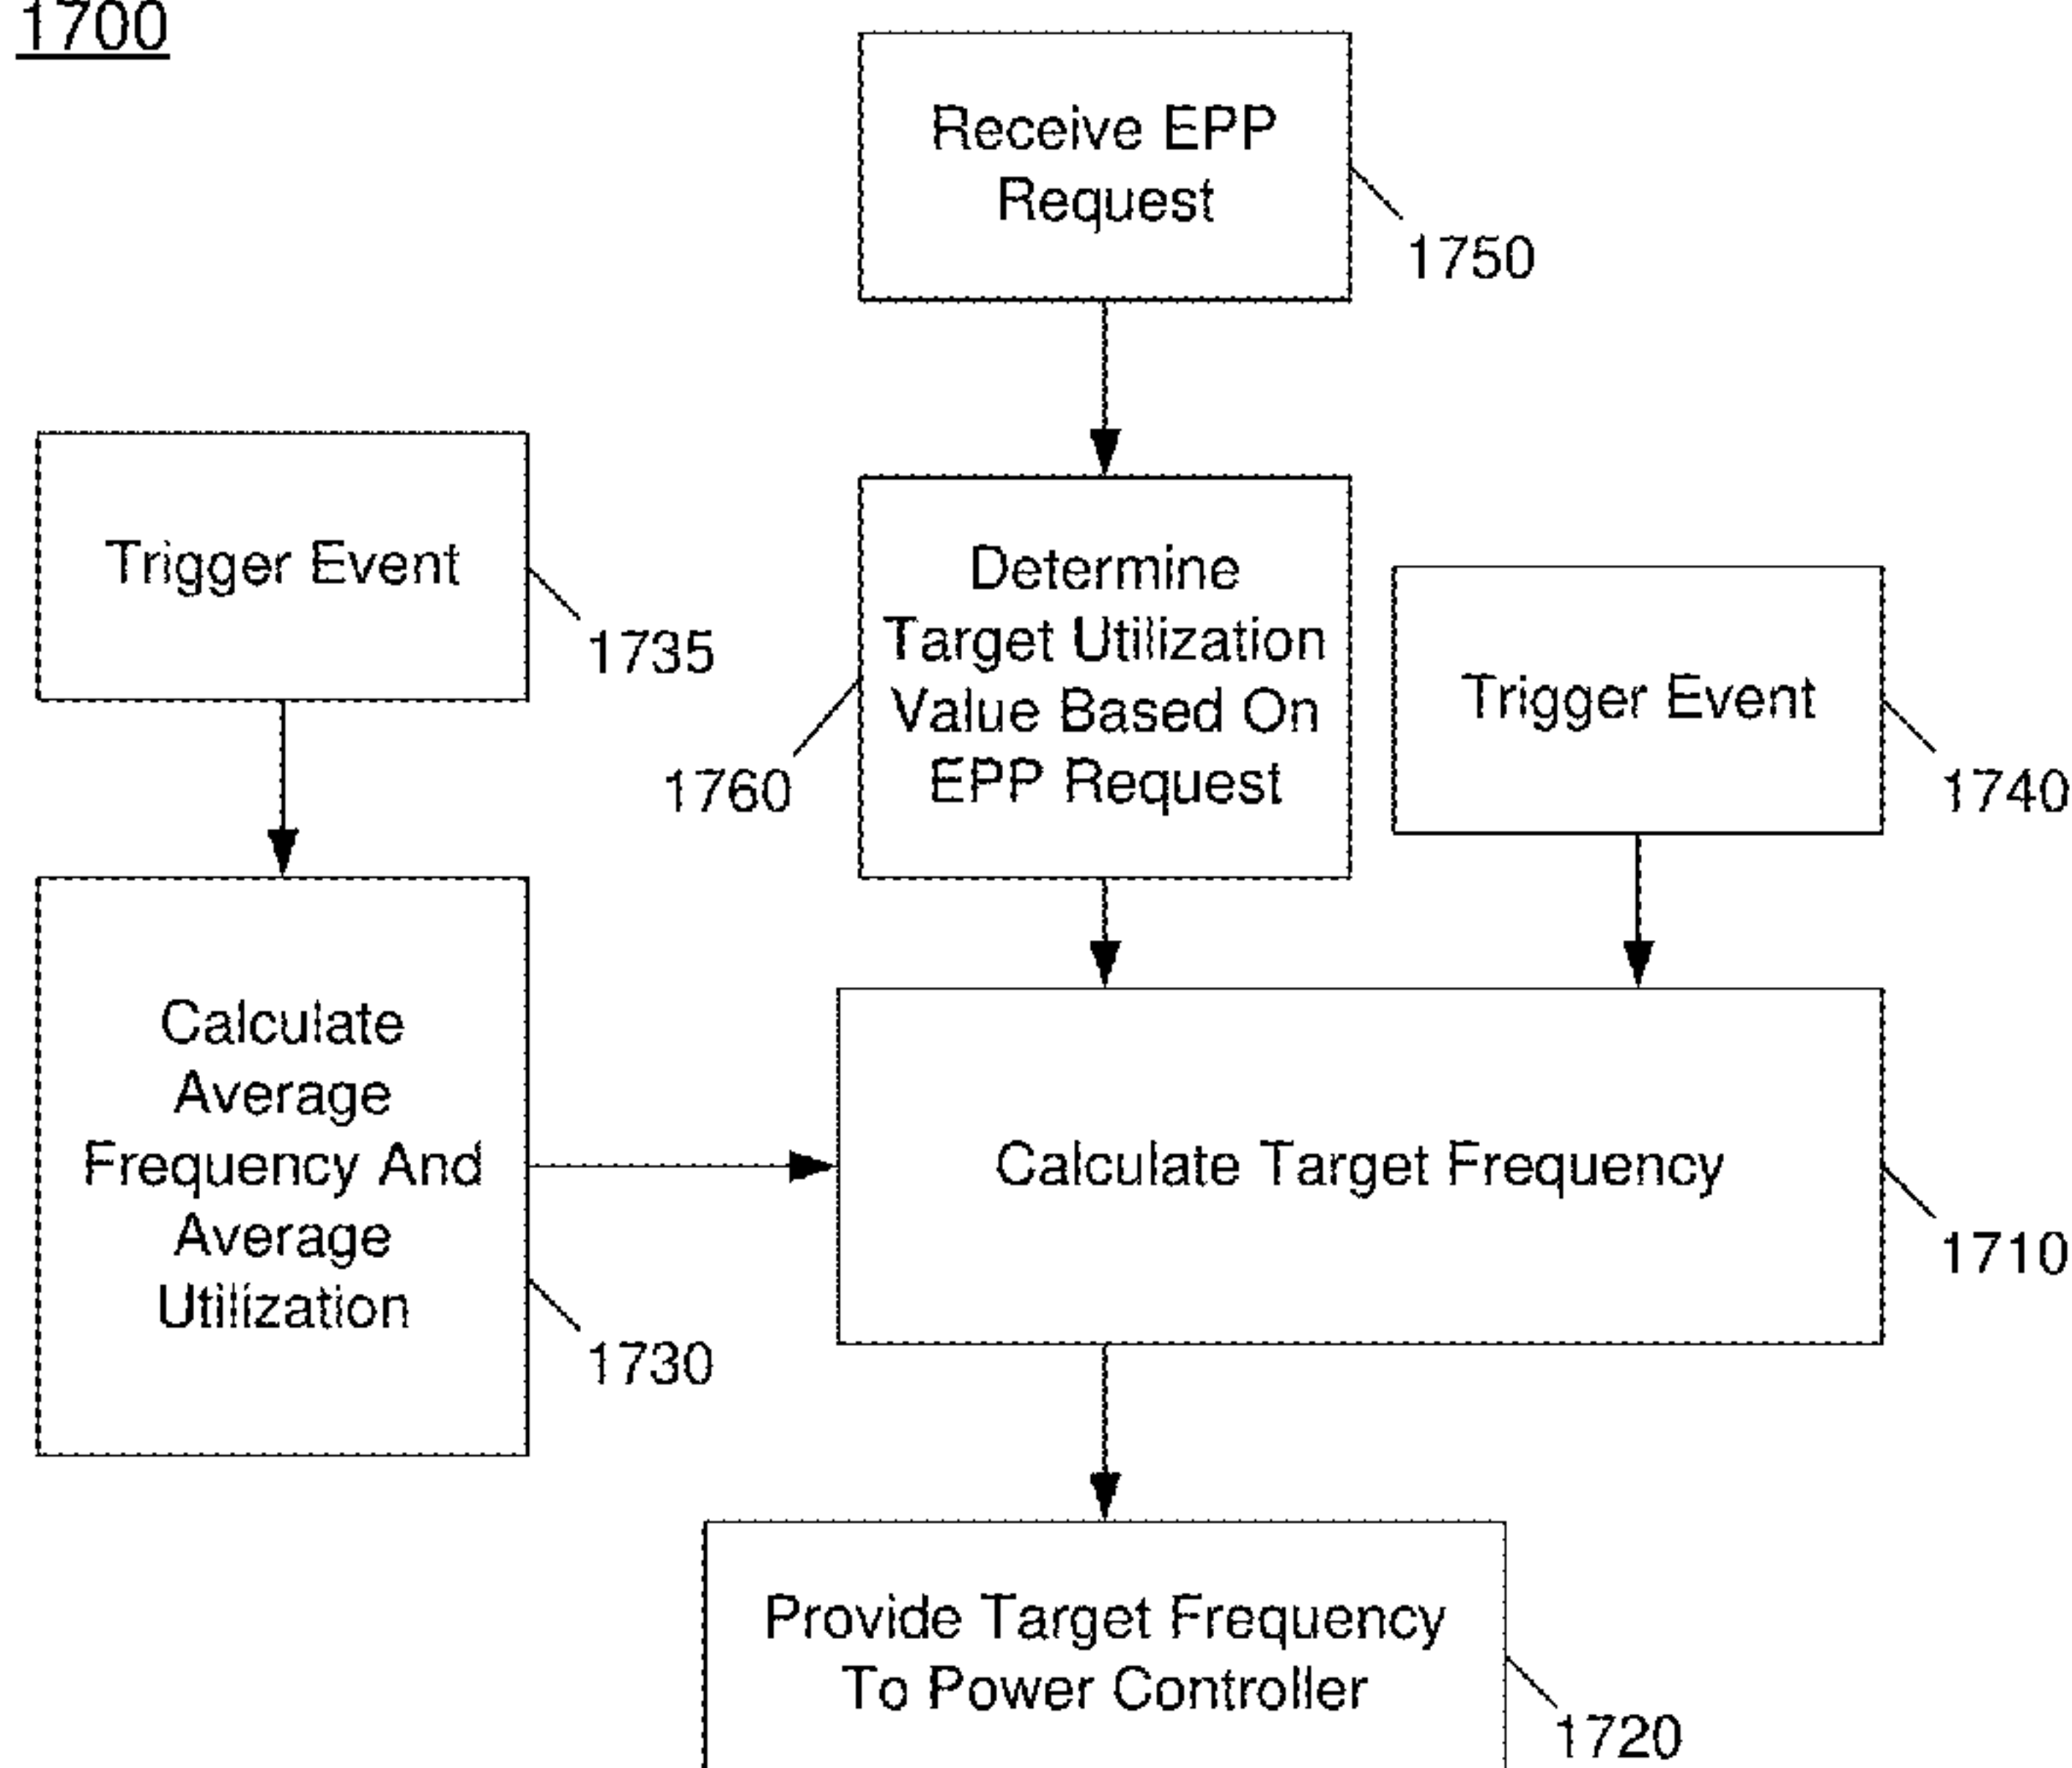 1700
Receive EPP
Request
1750
Trigger Event
1735
Determine
Target Utilization
Value Based On
EPP Request
1760
Trigger Event
1740
Calculate
Average
Frequency And
Average
Utilization
1730
Calculate Target Frequency
1710
Provide Target Frequency
To Power Controller
1720